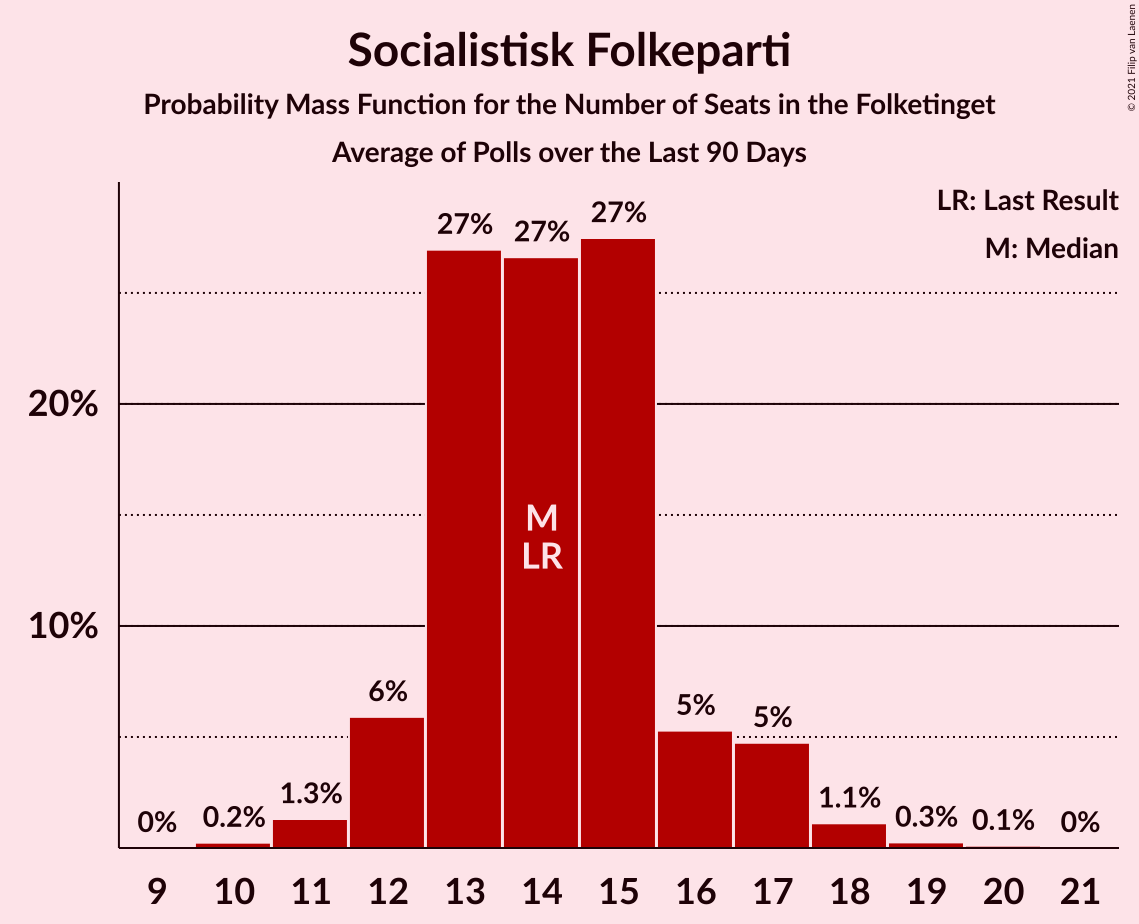 Socialistisk Folkeparti
Probability Mass Function for the Number of Seats in the Folketinget
Average of Polls over the Last 90 Days
© 2021 Filip van Laenen
LR: Last Result
M: Median
27%
27%
27%
20%
M
LR
10%
6%
5%
5%
0%
0.2%
1.3%
1.1%
0.3%
0.1%
0%
9 10 11 12 13 14 15 16 17 18 19 20 21